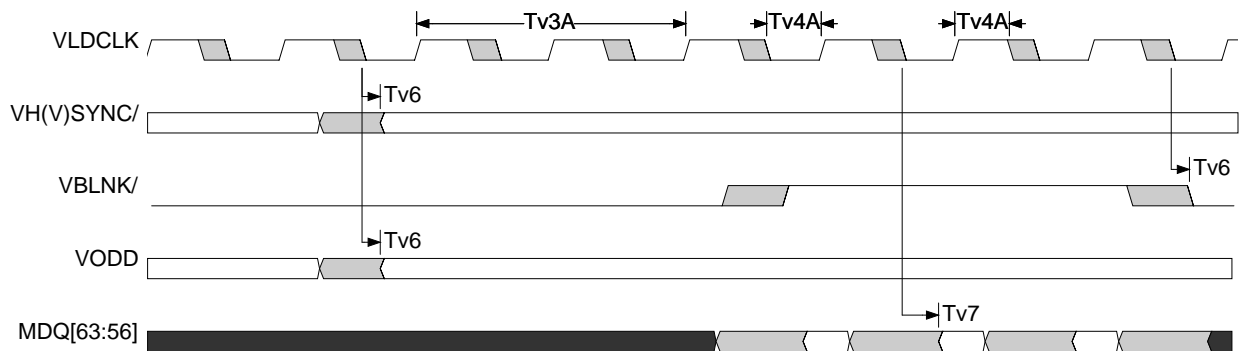 Tv3A Tv4A Tv4A
VLDCLK
Tv6
VH(V)SYNC/
Tv6
VBLNK/
Tv6
VODD
Tv7
MDQ[63:56]